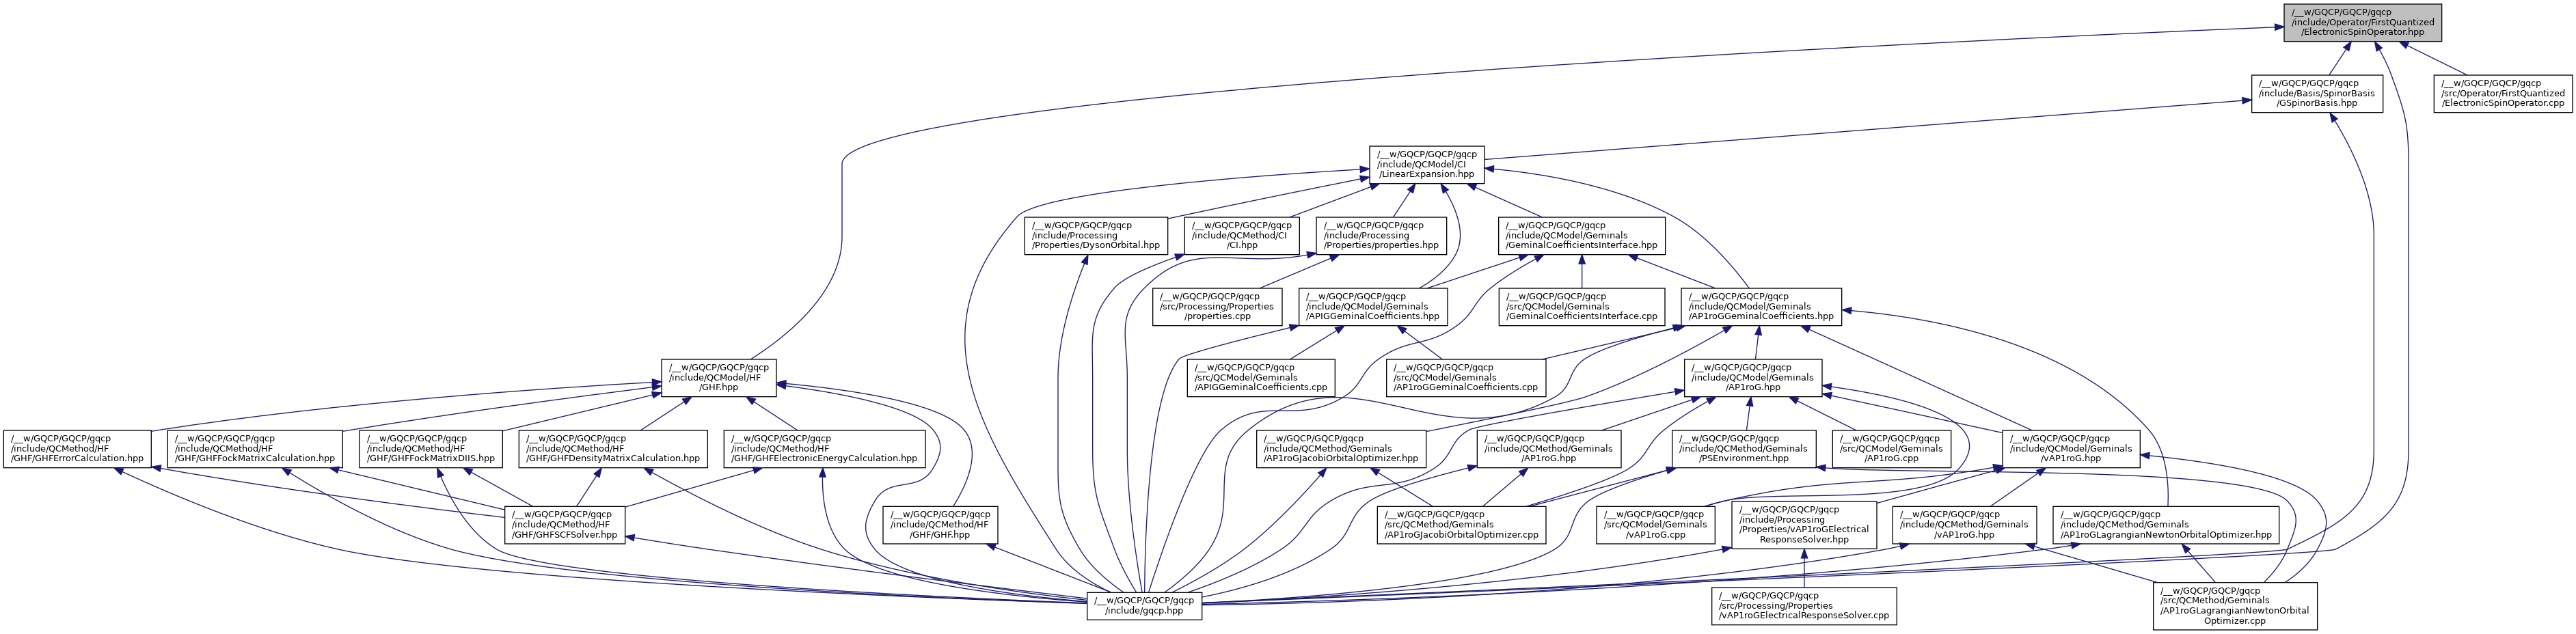 /__w/GQCP/GQCP/gqcp
/include/Operator/FirstQuantized
/ElectronicSpinOperator.hpp
/__w/GQCP/GQCP/gqcp
/include/Basis/SpinorBasis
/GSpinorBasis.hpp
/__w/GQCP/GQCP/gqcp
/src/Operator/FirstQuantized
/ElectronicSpinOperator.cpp
/__w/GQCP/GQCP/gqcp
/include/QCModel/CI
/LinearExpansion.hpp
/__w/GQCP/GQCP/gqcp
/include/Processing
/Properties/DysonOrbital.hpp
/__w/GQCP/GQCP/gqcp
/include/QCMethod/CI
/CI.hpp
/__w/GQCP/GQCP/gqcp
/include/Processing
/Properties/properties.hpp
/__w/GQCP/GQCP/gqcp
/include/QCModel/Geminals
/GeminalCoefficientsInterface.hpp
/__w/GQCP/GQCP/gqcp
/src/Processing/Properties
/properties.cpp
/__w/GQCP/GQCP/gqcp
/include/QCModel/Geminals
/APIGGeminalCoefficients.hpp
/__w/GQCP/GQCP/gqcp
/src/QCModel/Geminals
/GeminalCoefficientsInterface.cpp
/__w/GQCP/GQCP/gqcp
/include/QCModel/Geminals
/AP1roGGeminalCoefficients.hpp
/__w/GQCP/GQCP/gqcp
/include/QCModel/HF
/GHF.hpp
/__w/GQCP/GQCP/gqcp
/src/QCModel/Geminals
/APIGGeminalCoefficients.cpp
/__w/GQCP/GQCP/gqcp
/src/QCModel/Geminals
/AP1roGGeminalCoefficients.cpp
/__w/GQCP/GQCP/gqcp
/include/QCModel/Geminals
/AP1roG.hpp
/__w/GQCP/GQCP/gqcp
/include/QCMethod/HF
/GHF/GHFErrorCalculation.hpp
/__w/GQCP/GQCP/gqcp
/include/QCMethod/HF
/GHF/GHFFockMatrixCalculation.hpp
/__w/GQCP/GQCP/gqcp
/include/QCMethod/HF
/GHF/GHFFockMatrixDIIS.hpp
/__w/GQCP/GQCP/gqcp
/include/QCMethod/HF
/GHF/GHFDensityMatrixCalculation.hpp
/__w/GQCP/GQCP/gqcp
/include/QCMethod/HF
/GHF/GHFElectronicEnergyCalculation.hpp
/__w/GQCP/GQCP/gqcp
/include/QCMethod/Geminals
/AP1roGJacobiOrbitalOptimizer.hpp
/__w/GQCP/GQCP/gqcp
/include/QCMethod/Geminals
/AP1roG.hpp
/__w/GQCP/GQCP/gqcp
/include/QCMethod/Geminals
/PSEnvironment.hpp
/__w/GQCP/GQCP/gqcp
/src/QCModel/Geminals
/AP1roG.cpp
/__w/GQCP/GQCP/gqcp
/include/QCModel/Geminals
/vAP1roG.hpp
/__w/GQCP/GQCP/gqcp
/include/QCMethod/HF
/GHF/GHFSCFSolver.hpp
/__w/GQCP/GQCP/gqcp
/include/QCMethod/HF
/GHF/GHF.hpp
/__w/GQCP/GQCP/gqcp
/src/QCMethod/Geminals
/AP1roGJacobiOrbitalOptimizer.cpp
/__w/GQCP/GQCP/gqcp
/src/QCModel/Geminals
/vAP1roG.cpp
/__w/GQCP/GQCP/gqcp
/include/Processing
/Properties/vAP1roGElectrical
ResponseSolver.hpp
/__w/GQCP/GQCP/gqcp
/include/QCMethod/Geminals
/vAP1roG.hpp
/__w/GQCP/GQCP/gqcp
/include/QCMethod/Geminals
/AP1roGLagrangianNewtonOrbitalOptimizer.hpp
/__w/GQCP/GQCP/gqcp
/include/gqcp.hpp
/__w/GQCP/GQCP/gqcp
/src/Processing/Properties
/vAP1roGElectricalResponseSolver.cpp
/__w/GQCP/GQCP/gqcp
/src/QCMethod/Geminals
/AP1roGLagrangianNewtonOrbital
Optimizer.cpp